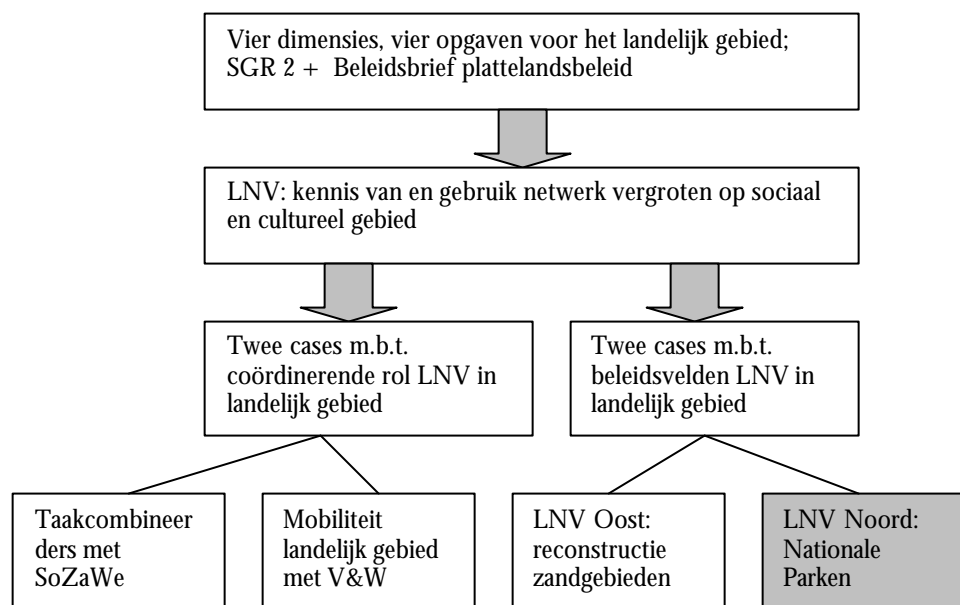 Vier dimensies, vier opgaven voor het landelijk gebied;
SGR 2 + Beleidsbrief plattelandsbeleid
LNV: kennis van en gebruik netwerk vergroten op sociaal
en cultureel gebied
Twee cases m.b.t.
coördinerende rol LNV in
landelijk gebied
Twee cases m.b.t.
beleidsvelden LNV in
landelijk gebied
Taakcombineer
ders met
SoZaWe
Mobiliteit
landelijk gebied
met V&W
LNV Oost:
reconstructie
zandgebieden
LNV Noord:
Nationale
Parken